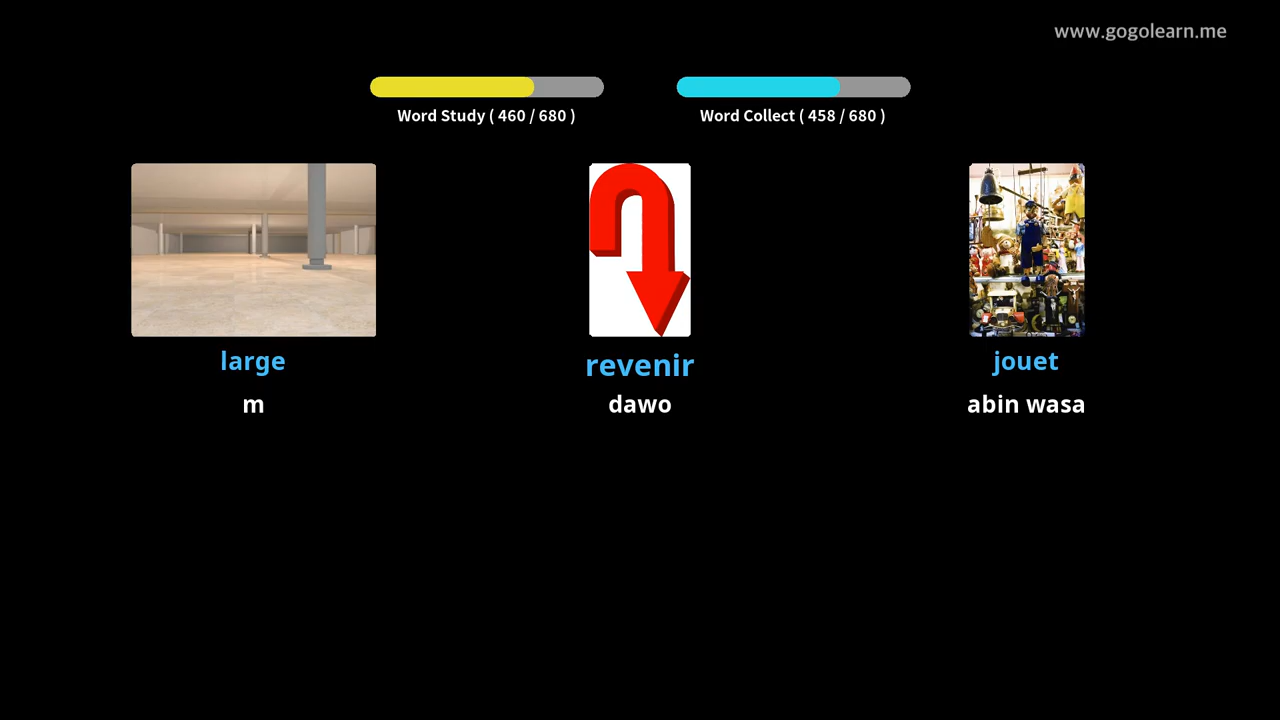 www.gogolearn.me
Word Study ( 460 / 680 )
Word Collect ( 458 / 680 )
large
revenir
jouet
m
dawo
abin wasa